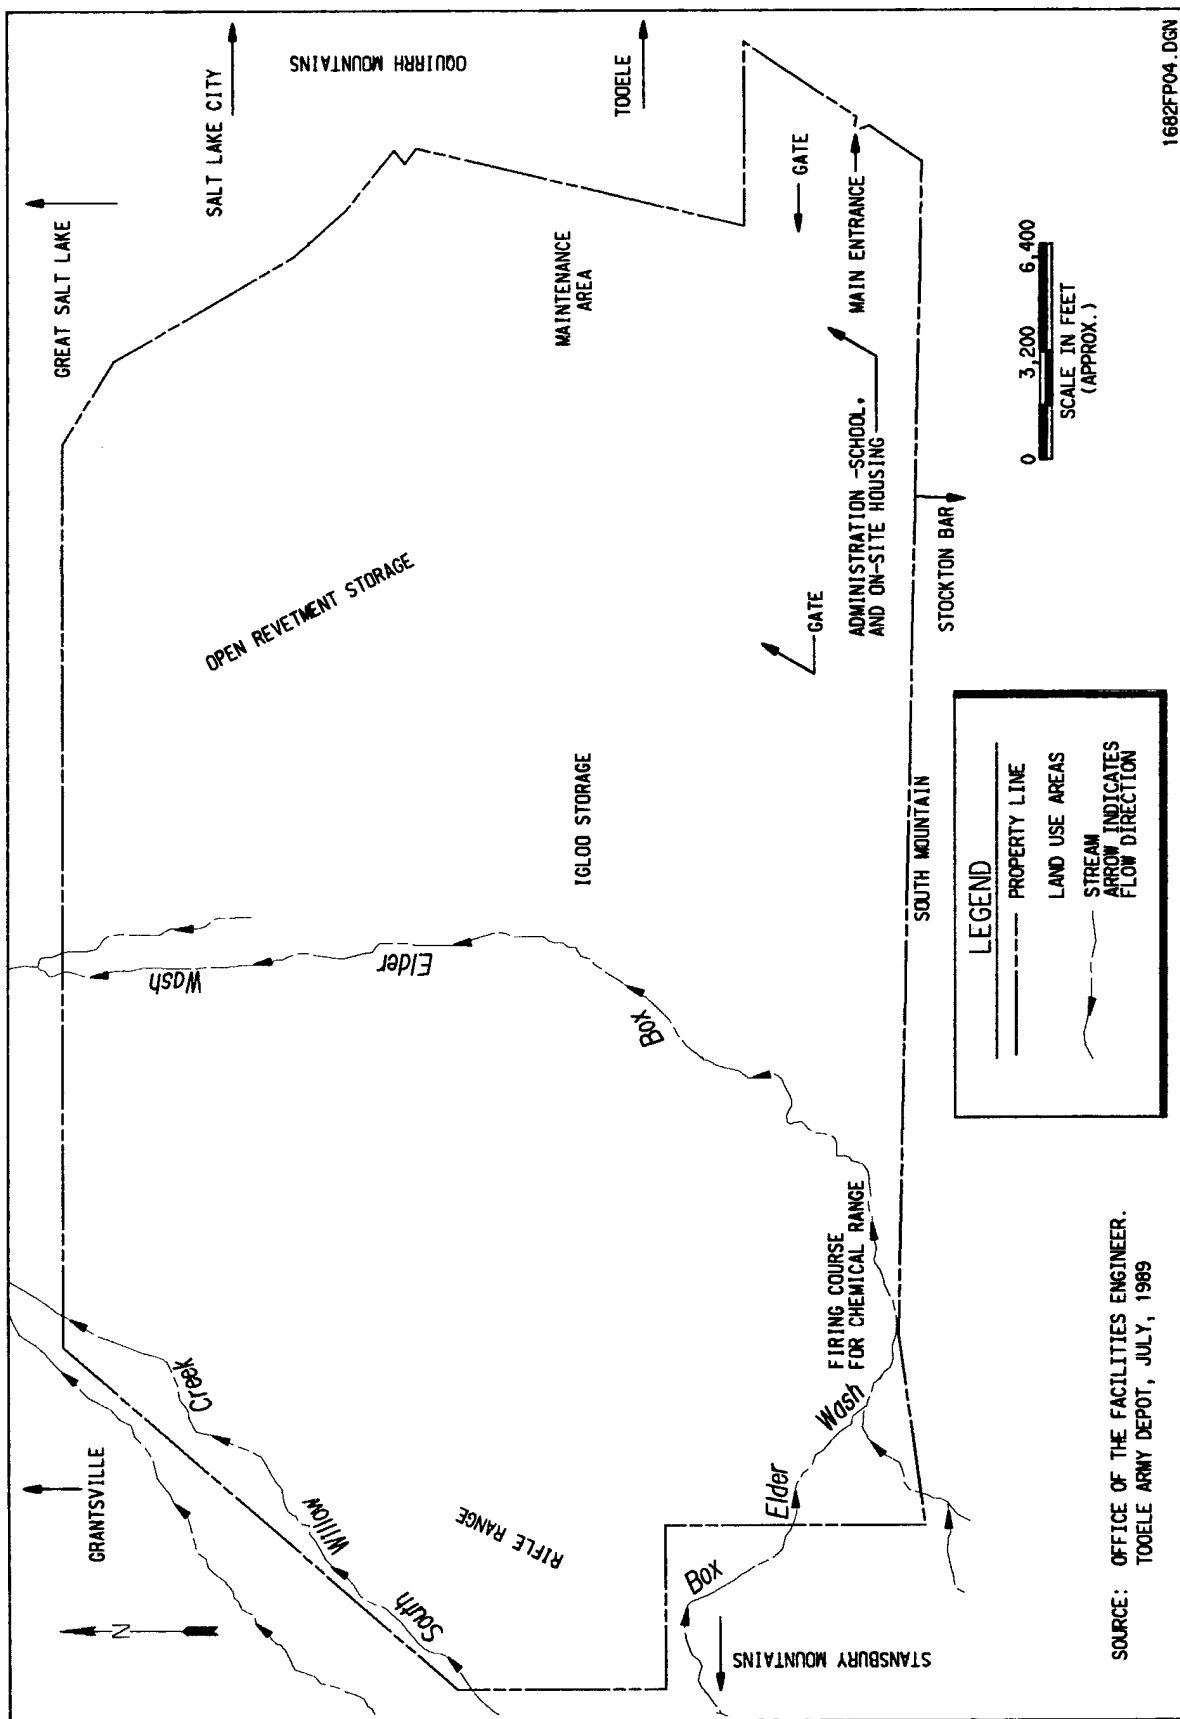 GREAT SALT LAKE
SALT LAKE CITY
OQUIRRH MOUNTAINS
TOOELE
GRANTSVILLE
N
OPEN REVETMENT STORAGE
MAINTENANCE
AREA
IGLOO STORAGE
Wash
Elder
Box
Creek
Willow
South
RIFLE RANGE
Box
Elder
Wash
STANSBURY MOUNTAINS
FIRING COURSE
FOR CHEMICAL RANGE
GATE
GATE
ADMINISTRATION -SCHOOL,
AND ON-SITE HOUSING
MAIN ENTRANCE
SOUTH MOUNTAIN
STOCKTON BAR
LEGEND
PROPERTY LINE
LAND USE AREAS
STREAM
ARROW INDICATES
FLOW DIRECTION
0 3,200 6,400
SCALE IN FEET
(APPROX.)
SOURCE: OFFICE OF THE FACILITIES ENGINEER.
TOOELE ARMY DEPOT, JULY, 1989
1682FP04.DGN